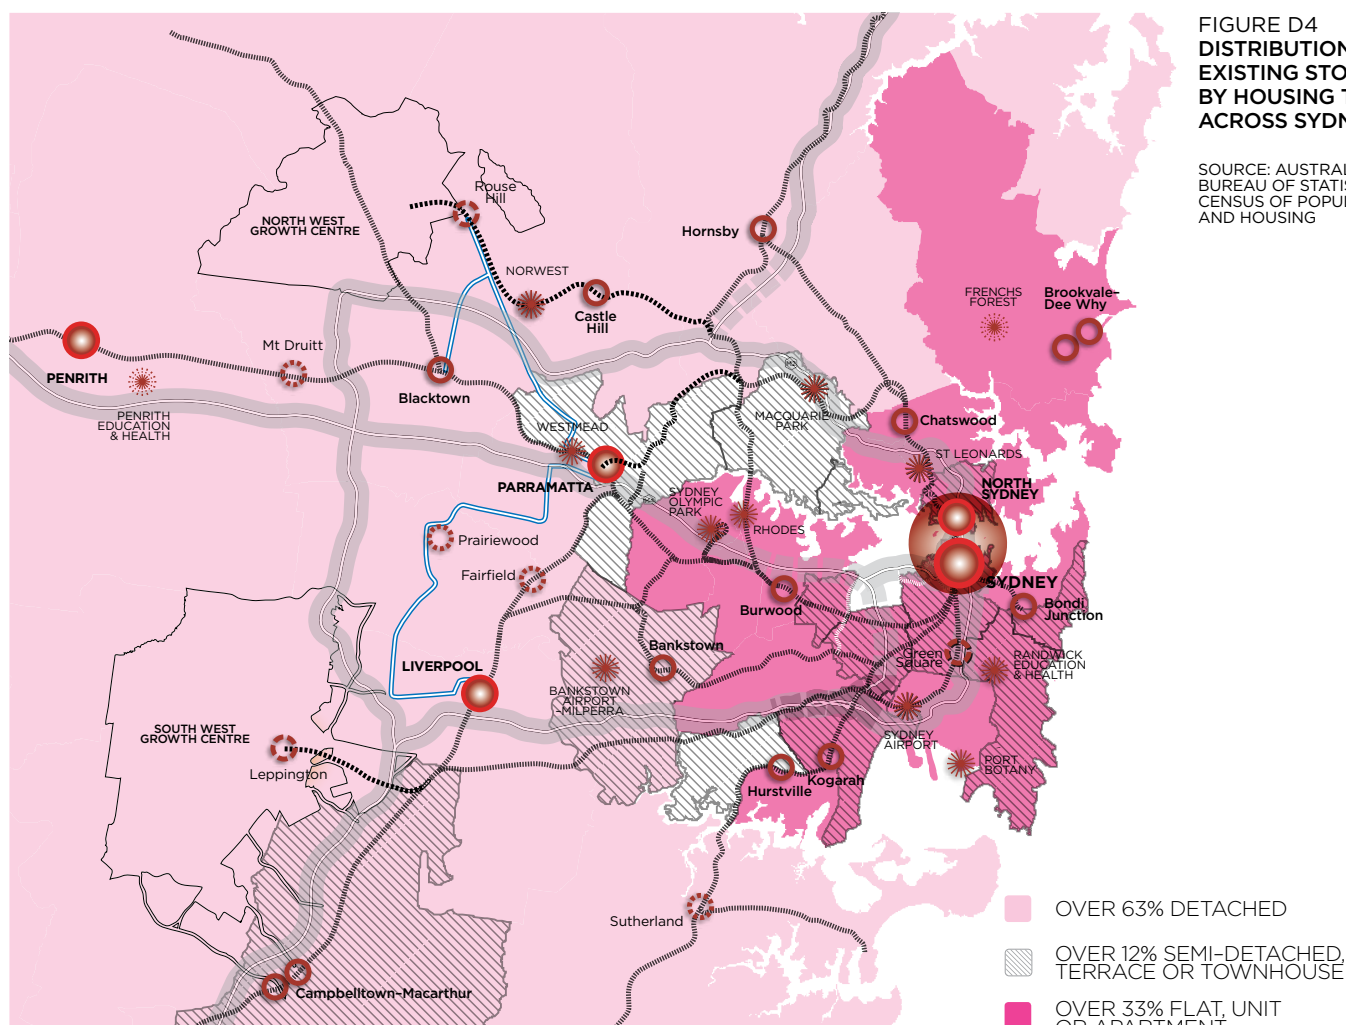 FIGURE D4
DISTRIBUTION
EXISTING STO
BY HOUSING T
ACROSS SYDN
SOURCE: AUSTRAL
BUREAU OF STATIS
CENSUS OF POPU
AND HOUSING
Rouse
Hill
NORTH WEST
GROWTH CENTRE
Hornsby
NORWEST
Castle
Hill
FRENCHS
FOREST
Brookvale–
Dee Why
Mt Druitt
PENRITH
Blacktown
PENRITH
EDUCATION
& HEALTH
WESTMEAD
MACQUARIE
PARK
Chatswood
ST LEONARDS
PARRAMATTA
SYDNEY
OLYMPIC
PARK
NORTH
SYDNEY
RHODES
Prairiewood
Fairfield
SYDNEY
Burwood
Bondi
Junction
Bankstown
Green
Square
RANDWICK
EDUCATION
& HEALTH
LIVERPOOL
BANKSTOWN
AIRPORT
–MILPERRA
SOUTH WEST
GROWTH CENTRE
SYDNEY
AIRPORT
PORT
BOTANY
Leppington
Kogarah
Hurstville
Sutherland
Campbelltown–Macarthur
OVER 63% DETACHED
OVER 12% SEMI–DETACHED,
TERRACE OR TOWNHOUSE
OVER 33% FLAT, UNIT
OR APARTMENT